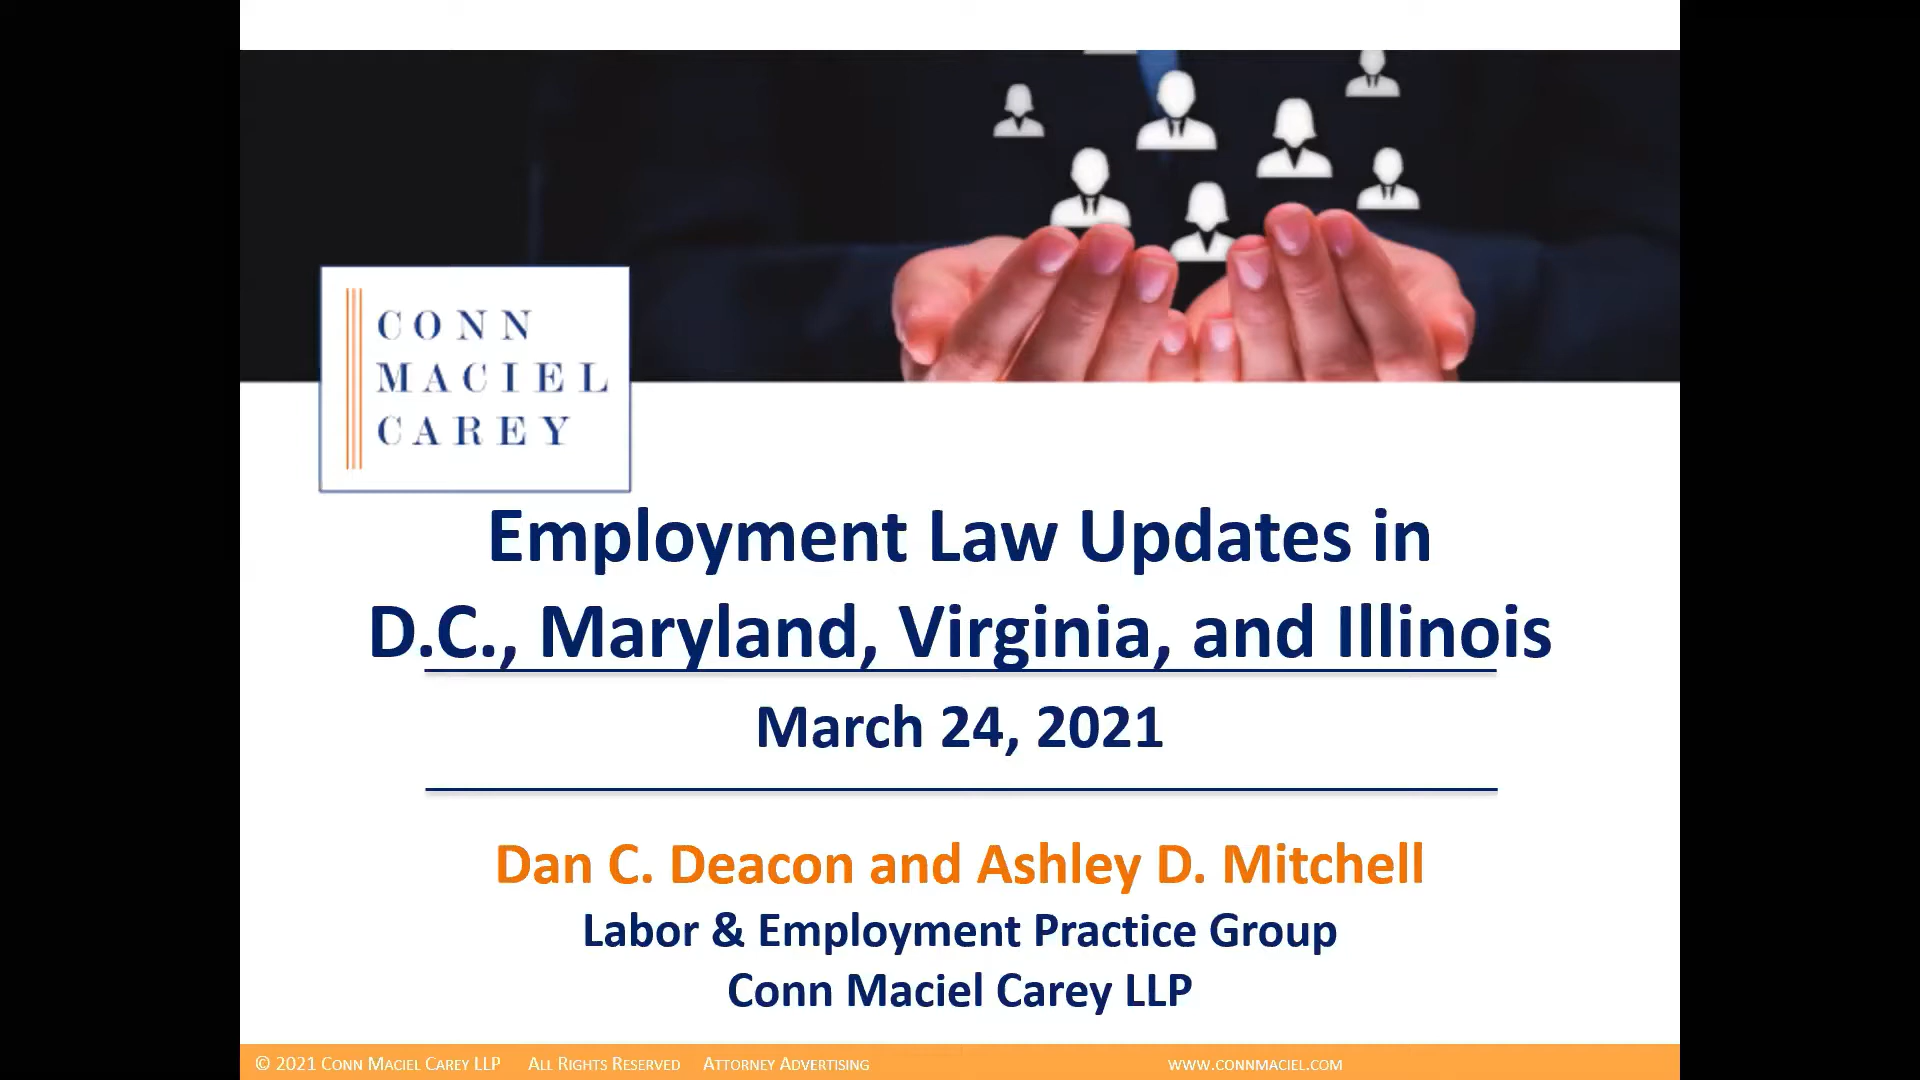 CONN
MACIEL
CAREY
Employment Law Updates in
D.C., Maryland, Virginia, and Illinois
March 24, 2021
Dan C. Deacon and Ashley D. Mitchell
Labor & Employment Practice Group
Conn Maciel Carey LLP
© 2021 CONN MACIEL CAREY LLP ALL RIGHTS RESERVED ATTORNEY ADVERTISING WWW.CONNMACIEL.COM